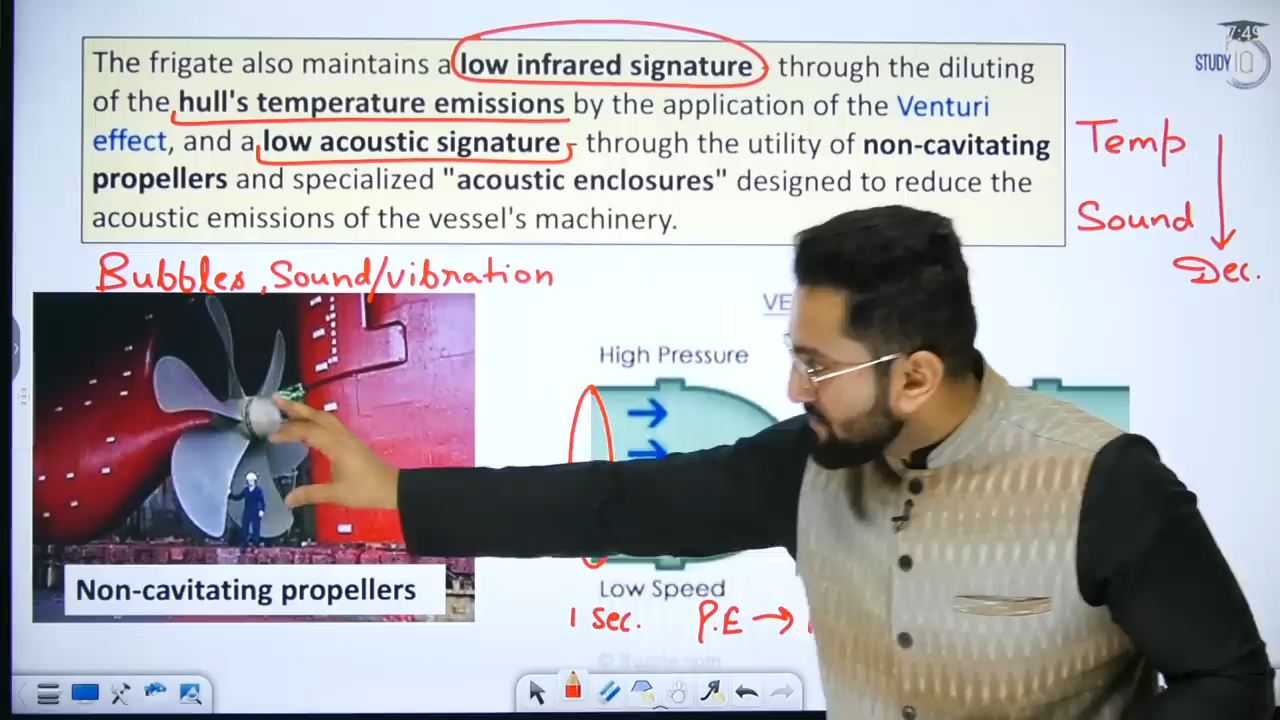 7:49
STUDY IQ
The frigate also maintains a low infrared signature - through the diluting
of the hull's temperature emissions by the application of the Venturi
effect, and a low acoustic signature - through the utility of non-cavitating
propellers and specialized "acoustic enclosures" designed to reduce the
acoustic emissions of the vessel's machinery.
Temp
Sound
Dec.
Bubbles, Sound/vibration
VE
High Pressure
Low Speed
Non-cavitating propellers
1 sec. P.E →